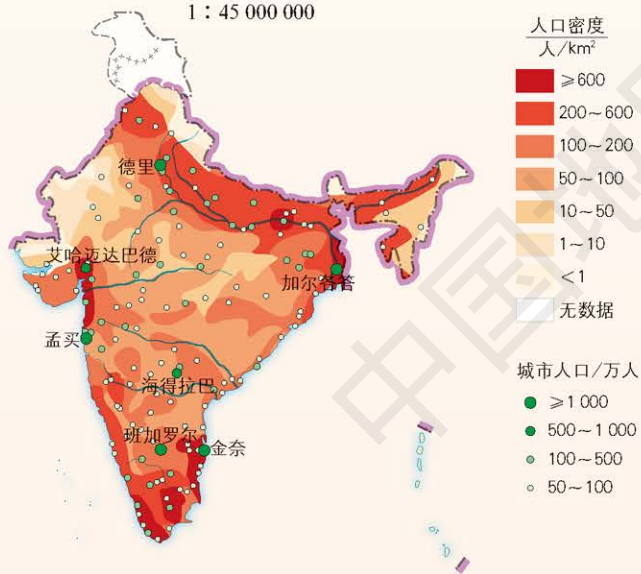 1：45 000 000
人口密度
人/km²
≥600
200～600
100～200
50～100
10～50
1～10
<1
无数据
城市人口/万人
≥1 000
500～1 000
100～500
50～100
德里
艾哈迈达巴德
加尔各答
孟买
海得拉巴
班加罗尔
金奈
中国地